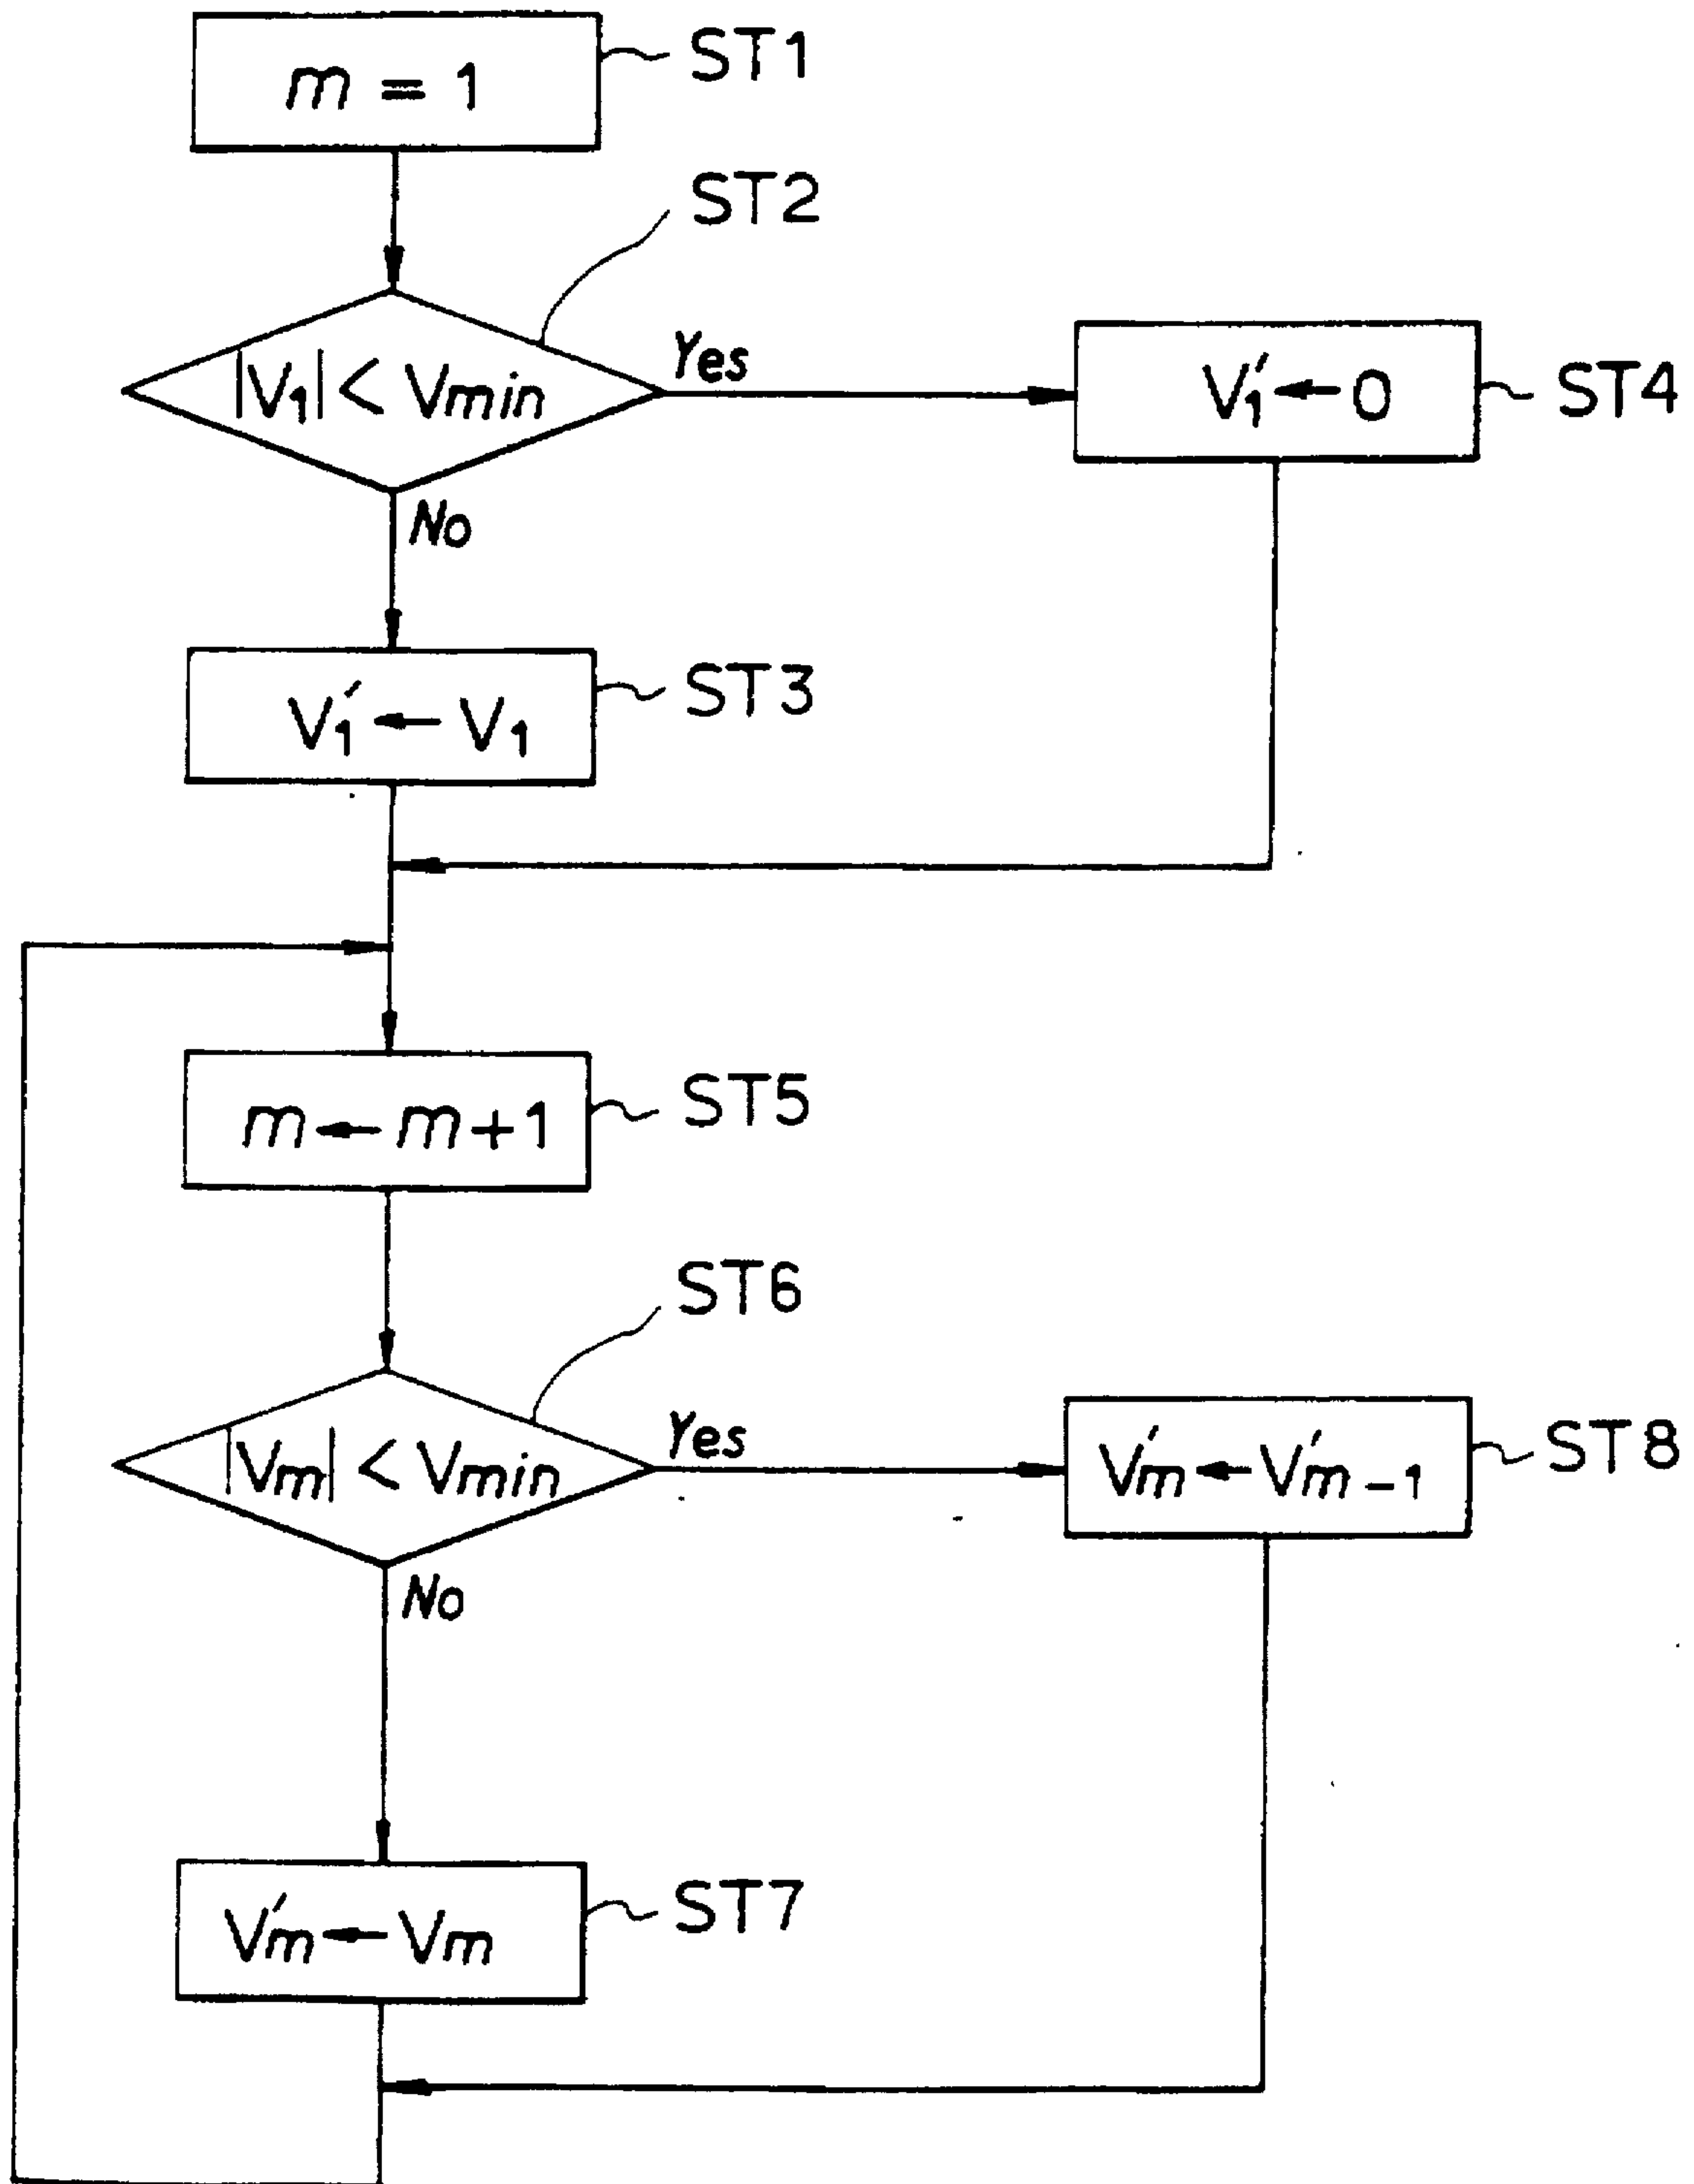 m = 1
ST1
ST2
|V₁| < Vmin
Yes
V₁′ ← 0
ST4
No
V₁′ ← V₁
ST3
m ← m+1
ST5
ST6
|Vm| < Vmin
Yes
V′m ← V′m−1
ST8
No
V′m ← Vm
ST7